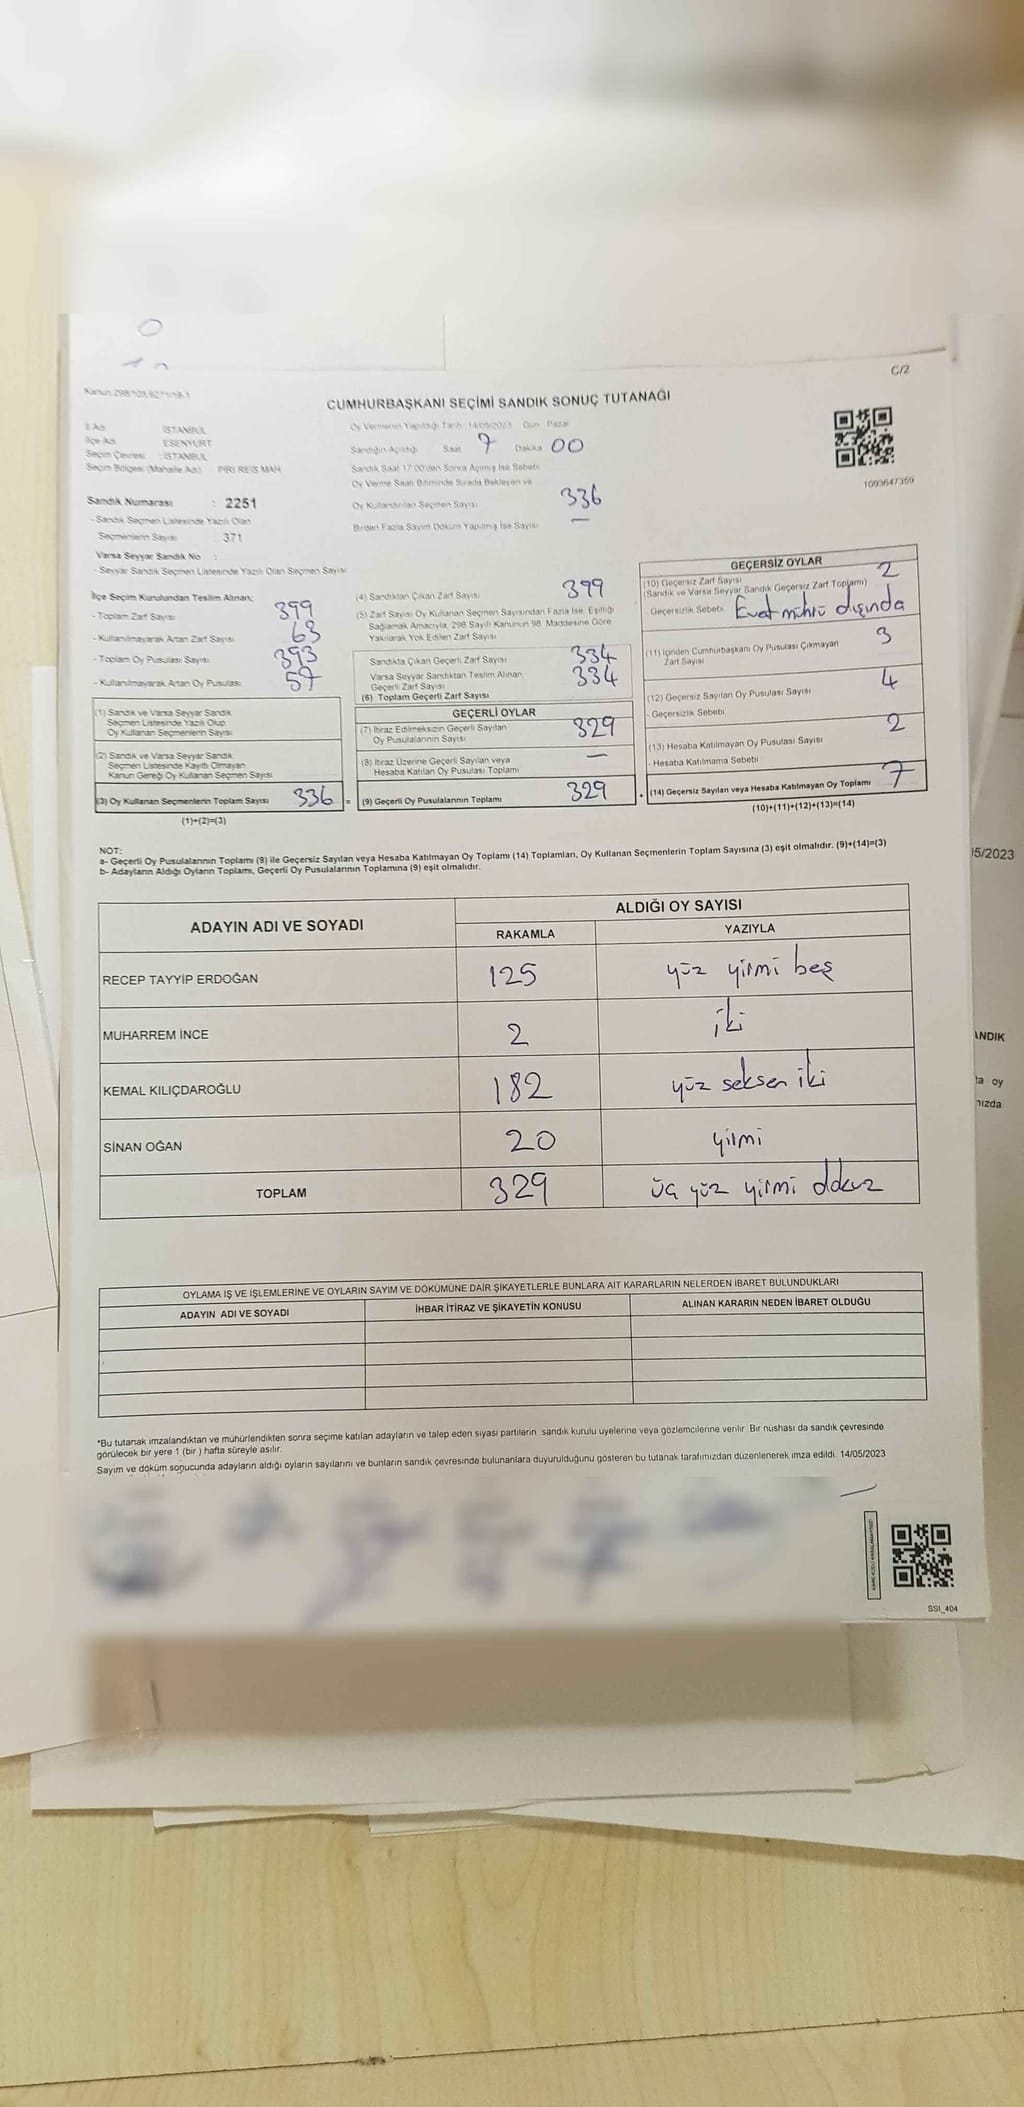 C/2
CUMHURBAŞKANI SEÇİMİ SANDIK SONUÇ TUTANAĞI
İl Adı : İSTANBUL
İlçe Adı : ESENYURT
Seçim Çevresi : İSTANBUL
Seçim Bölgesi (Mahalle Adı) : PİRİ REİS MAH
Sandık Numarası : 2251
- Sandık Seçmen Listesinde Yazılı Olan
Seçmenlerin Sayısı : 371
Varsa Seyyar Sandık No :
- Seyyar Sandık Seçmen Listesinde Yazılı Olan Seçmen Sayısı
Oy Vermenin Yapıldığı Tarih 14/05/2023 Gün Pazar
Sandığın Açıldığı Saat 7 Dakika 00
Sandık Saat 17:00'den Sonra Açılmış İse Sebebi
Oy Verme Saati Bitiminde Sırada Bekleyen ve
Oy Kullandırılan Seçmen Sayısı 336
Birden Fazla Sayım Döküm Yapılmış İse Sayısı —
1093647359
İlçe Seçim Kurulundan Teslim Alınan;
- Toplam Zarf Sayısı 399
- Kullanılmayarak Artan Zarf Sayısı 63
- Toplam Oy Pusulası Sayısı 393
- Kullanılmayarak Artan Oy Pusulası 57
(1) Sandık ve Varsa Seyyar Sandık
Seçmen Listesinde Yazılı Olup
Oy Kullanan Seçmenlerin Sayısı
(2) Sandık ve Varsa Seyyar Sandık
Seçmen Listesinde Kayıtlı Olmayan
Kanun Gereği Oy Kullanan Seçmen Sayısı
(3) Oy Kullanan Seçmenlerin Toplam Sayısı 336 =
(1)+(2)=(3)
(4) Sandıktan Çıkan Zarf Sayısı 399
(5) Zarf Sayısı Oy Kullanan Seçmen Sayısından Fazla İse, Eşitliği
Sağlamak Amacıyla, 298 Sayılı Kanunun 98. Maddesine Göre
Yakılarak Yok Edilen Zarf Sayısı
Sandıkta Çıkan Geçerli Zarf Sayısı 334
Varsa Seyyar Sandıktan Teslim Alınan
Geçerli Zarf Sayısı 334
(6) Toplam Geçerli Zarf Sayısı
GEÇERLİ OYLAR
(7) İtiraz Edilmeksizin Geçerli Sayılan
Oy Pusulalarının Sayısı 329
(8) İtiraz Üzerine Geçerli Sayılan veya
Hesaba Katılan Oy Pusulası Toplamı —
(9) Geçerli Oy Pusulalarının Toplamı 329
GEÇERSİZ OYLAR
(10) Geçersiz Zarf Sayısı 2
(Sandık ve Varsa Seyyar Sandık Geçersiz Zarf Toplamı)
Geçersizlik Sebebi Evet mührü dışında
(11) İçinden Cumhurbaşkanı Oy Pusulası Çıkmayan
Zarf Sayısı 3
(12) Geçersiz Sayılan Oy Pusulası Sayısı 4
- Geçersizlik Sebebi
(13) Hesaba Katılmayan Oy Pusulası Sayısı 2
- Hesaba Katılmama Sebebi
(14) Geçersiz Sayılan veya Hesaba Katılmayan Oy Toplamı 7
(10)+(11)+(12)+(13)=(14)
NOT:
a- Geçerli Oy Pusulalarının Toplamı (9) ile Geçersiz Sayılan veya Hesaba Katılmayan Oy Toplamı (14) Toplamları, Oy Kullanan Seçmenlerin Toplam Sayısına (3) eşit olmalıdır. (9)+(14)=(3)
b- Adayların Aldığı Oyların Toplamı, Geçerli Oy Pusulalarının Toplamına (9) eşit olmalıdır.
ADAYIN ADI VE SOYADI ALDIĞI OY SAYISI
RAKAMLA YAZIYLA
RECEP TAYYİP ERDOĞAN 125 yüz yirmi beş
MUHARREM İNCE 2 iki
KEMAL KILIÇDAROĞLU 182 yüz seksen iki
SİNAN OĞAN 20 yirmi
TOPLAM 329 üç yüz yirmi dokuz
OYLAMA İŞ VE İŞLEMLERİNE VE OYLARIN SAYIM VE DÖKÜMÜNE DAİR ŞİKAYETLERLE BUNLARA AİT KARARLARIN NELERDEN İBARET BULUNDUKLARI
ADAYIN ADI VE SOYADI İHBAR İTİRAZ VE ŞİKAYETİN KONUSU ALINAN KARARIN NEDEN İBARET OLDUĞU
*Bu tutanak imzalandıktan ve mühürlendikten sonra seçime katılan adayların ve talep eden siyasi partilerin sandık kurulu üyelerine veya gözlemcilerine verilir. Bir nüshası da sandık çevresinde
görülecek bir yere 1 (bir ) hafta süreyle asılır.
Sayım ve döküm sonucunda adayların aldığı oyların sayılarını ve bunların sandık çevresinde bulunanlara duyurulduğunu gösteren bu tutanak tarafımızdan düzenlenerek imza edildi. 14/05/2023
SSI_404
5/2023
ANDIK
ta oy
nızda